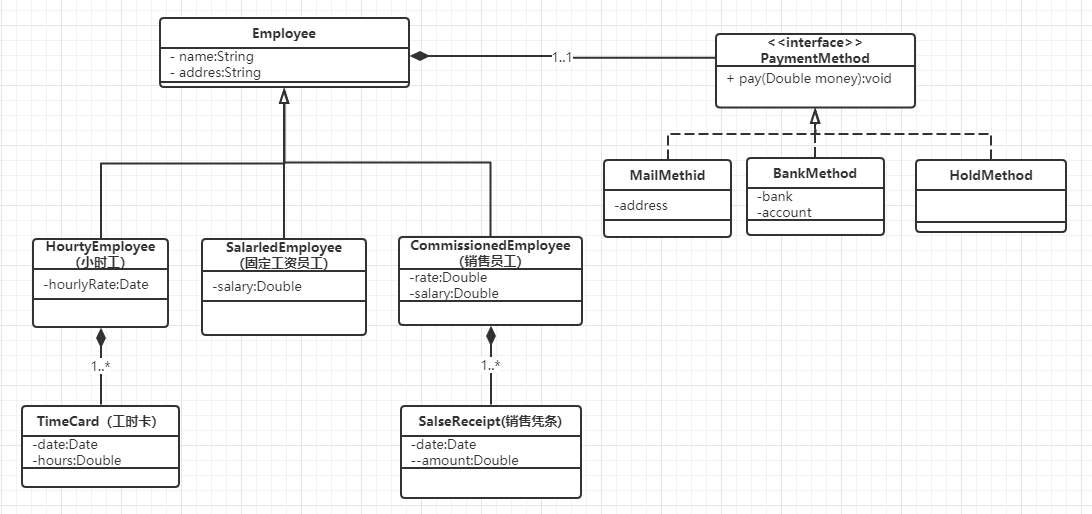 Employee
- name:String
- addres:String
1..1
<<interface>>
PaymentMethod
+ pay(Double money):void
MailMethid
-address
BankMethod
-bank
-account
HoldMethod
HourtyEmployee
(小时工)
-hourlyRate:Date
SalarledEmployee
(固定工资员工)
-salary:Double
CommissionedEmployee
(销售员工)
-rate:Double
-salary:Double
1..*
1..*
TimeCard（工时卡)
-date:Date
-hours:Double
SalseReceipt(销售凭条)
-date:Date
--amount:Double